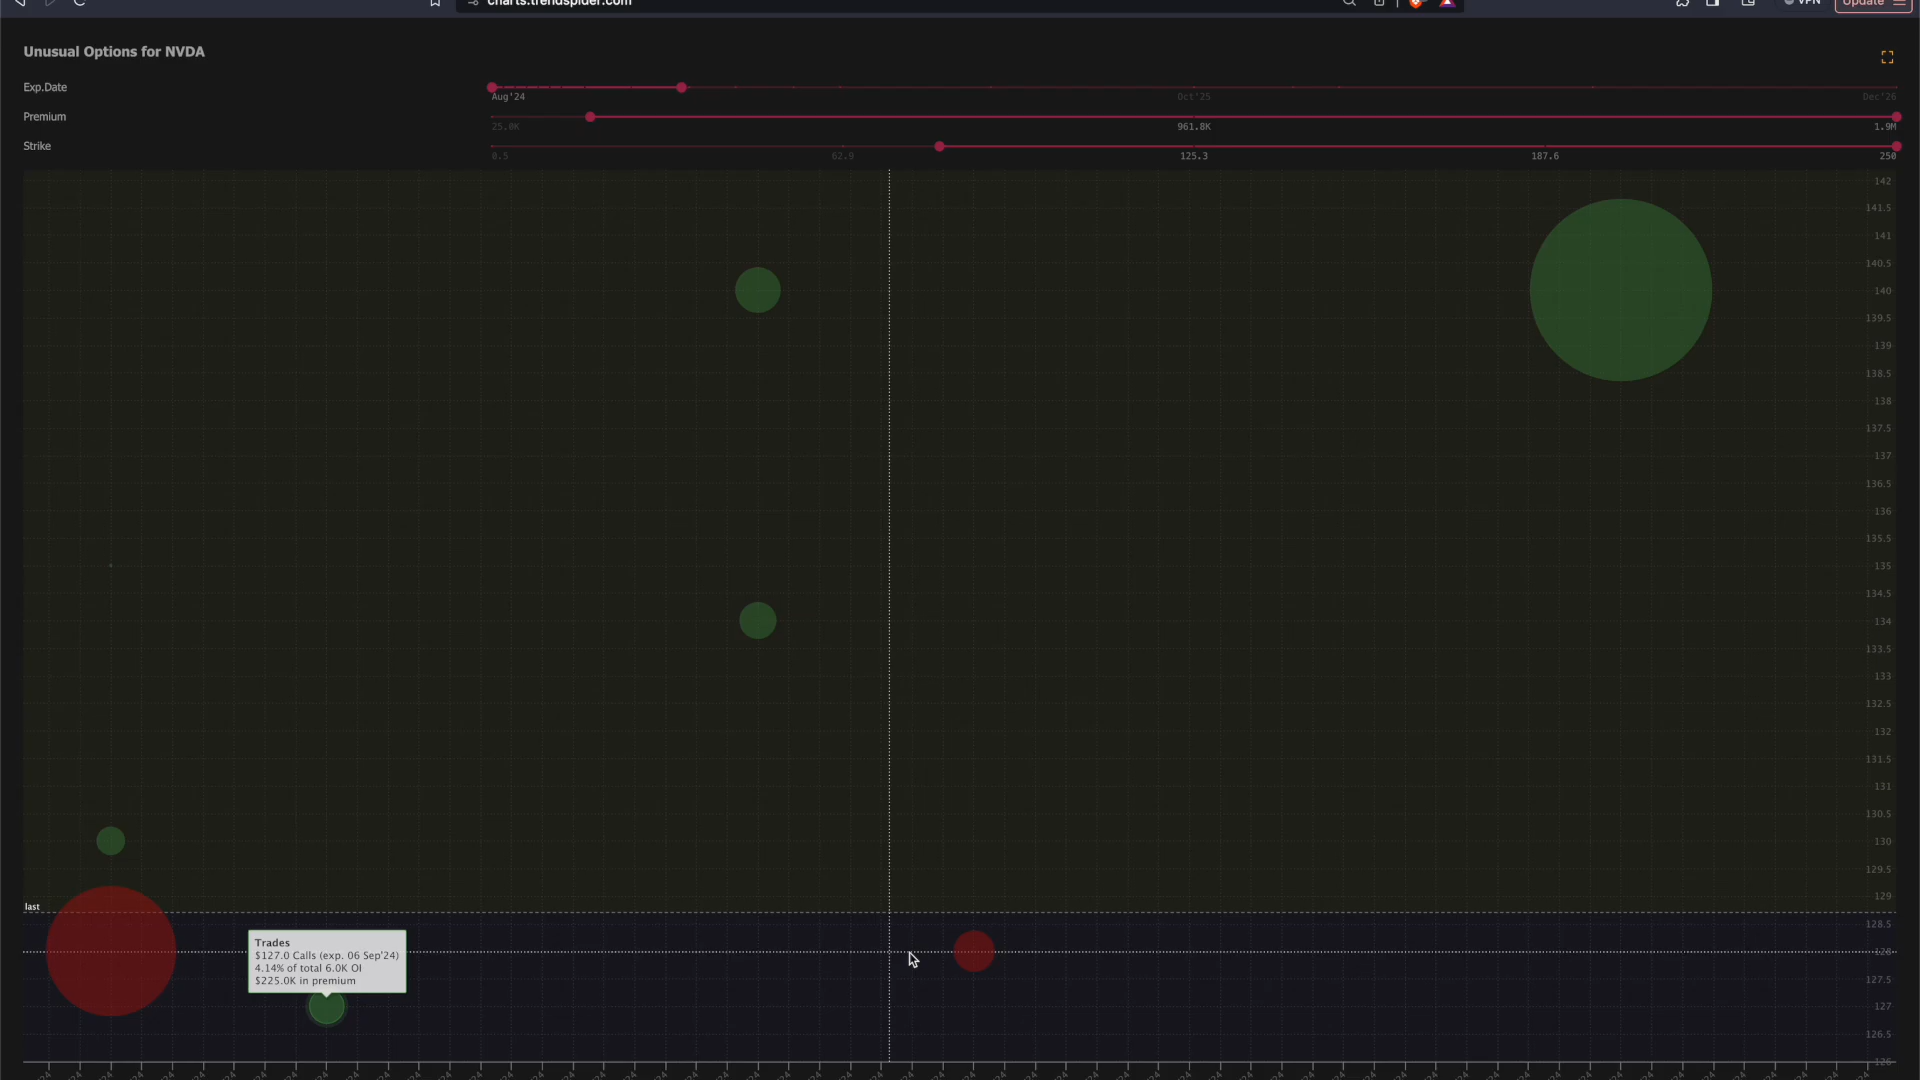 charts.trendspider.com
VPN
Update
Unusual Options for NVDA
Exp.Date
Aug'24
Oct'25
Dec'26
Premium
25.0K
961.8K
1.9M
Strike
0.5
62.9
125.3
187.6
250
142
141.5
141
140.5
140
139.5
139
138.5
138
137.5
137
136.5
136
135.5
135
134.5
134
133.5
133
132.5
132
131.5
131
130.5
130
129.5
129
last
128.5
128
127.5
127
126.5
126
Trades
$127.0 Calls (exp. 06 Sep'24)
4.14% of total 6.0K OI
$225.0K in premium